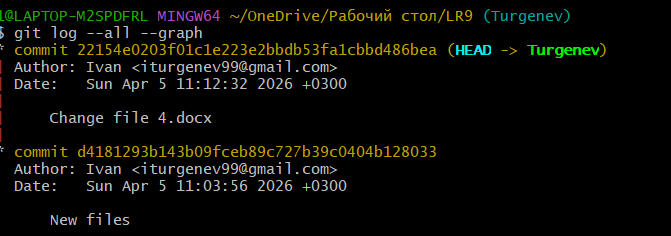 1@LAPTOP-M2SPDFRL MINGW64 ~/OneDrive/Рабочий стол/LR9 (Turgenev)
$ git log --all --graph
* commit 22154e0203f01c1e223e2bbdb53fa1cbbd486bea (HEAD -> Turgenev)
| Author: Ivan <iturgenev99@gmail.com>
| Date:   Sun Apr 5 11:12:32 2026 +0300
|
|     Change file 4.docx
|
* commit d4181293b143b09fceb89c727b39c0404b128033
  Author: Ivan <iturgenev99@gmail.com>
  Date:   Sun Apr 5 11:03:56 2026 +0300

      New files